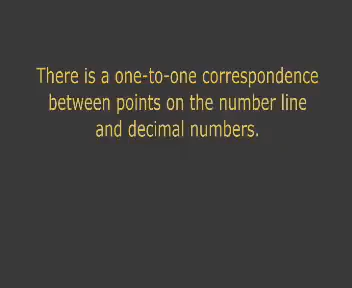 There is a one-to-one correspondence
between points on the number line
and decimal numbers.